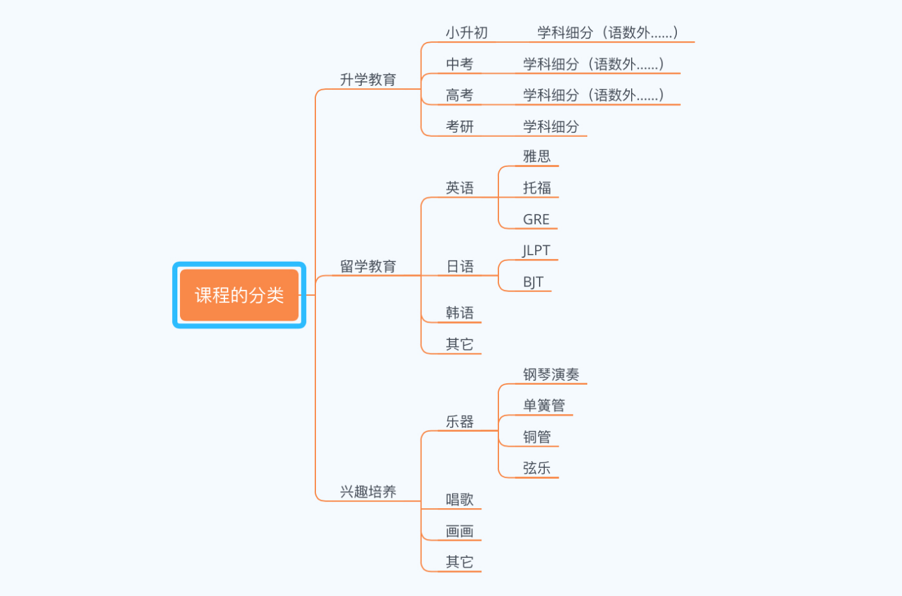 课程的分类
升学教育
小升初
学科细分（语数外......）
中考
学科细分（语数外......）
高考
学科细分（语数外......）
考研
学科细分
留学教育
英语
雅思
托福
GRE
日语
JLPT
BJT
韩语
其它
兴趣培养
乐器
钢琴演奏
单簧管
铜管
弦乐
唱歌
画画
其它